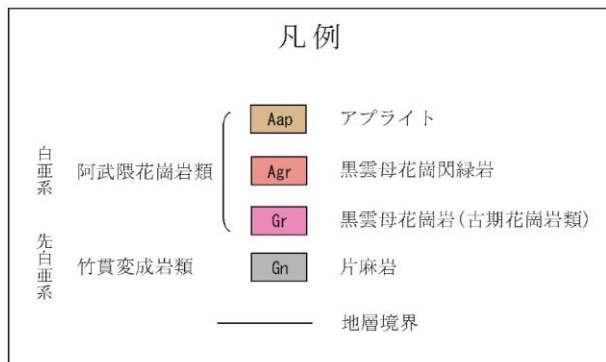 凡例
Aap アプライト
白亜系 阿武隈花崗岩類 Agr 黒雲母花崗閃緑岩
Gr 黒雲母花崗岩(古期花崗岩類)
先白亜系 竹貫変成岩類 Gn 片麻岩
地層境界